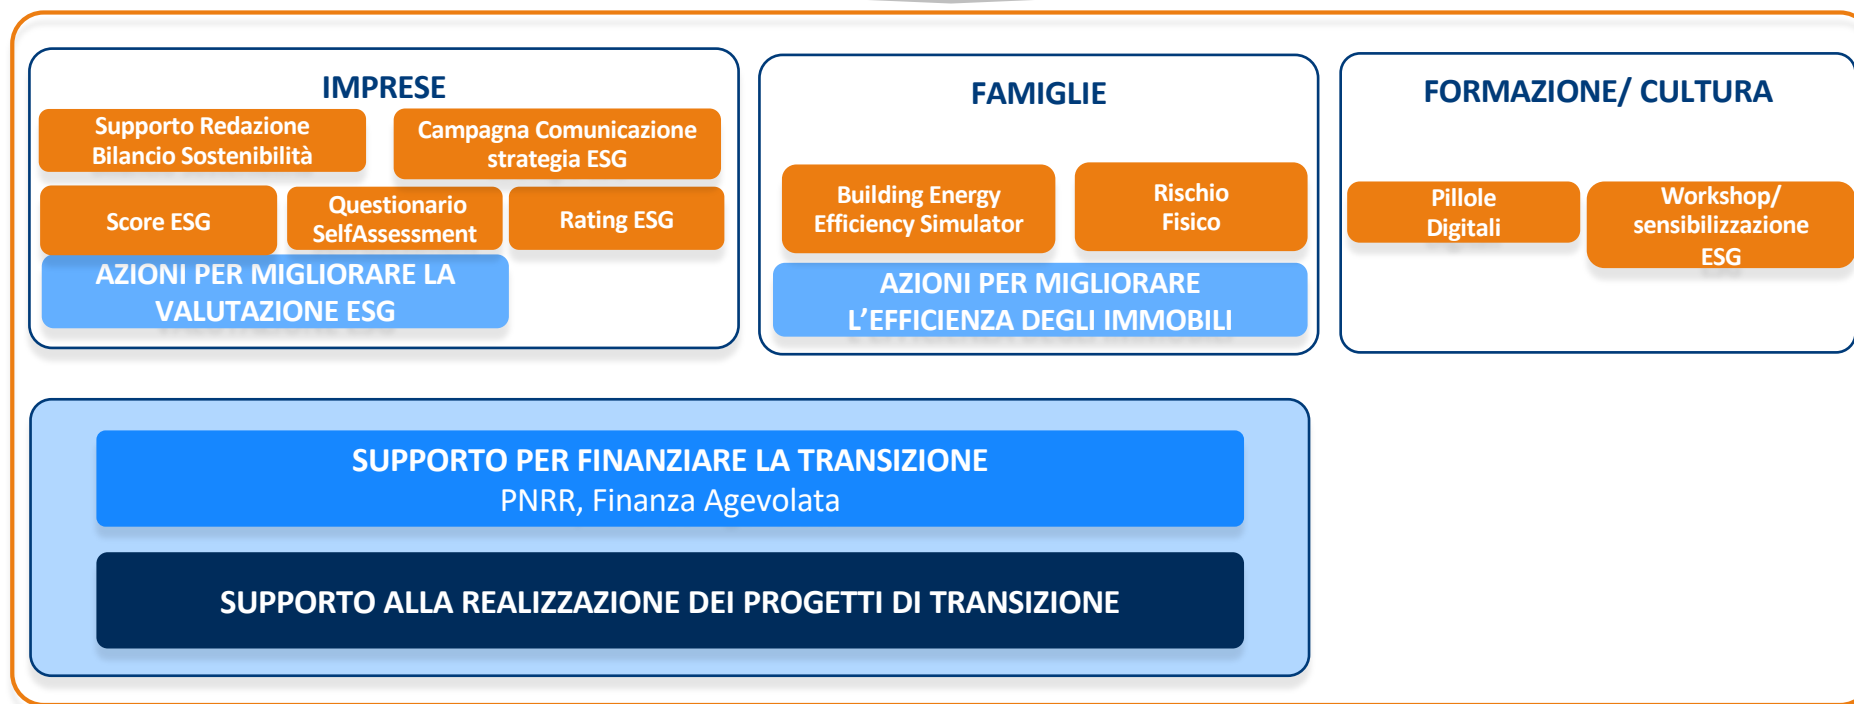 IMPRESE
Supporto Redazione
Bilancio Sostenibilità
Campagna Comunicazione
strategia ESG
Score ESG
Questionario
SelfAssessment
Rating ESG
AZIONI PER MIGLIORARE LA
VALUTAZIONE ESG
FAMIGLIE
Building Energy
Efficiency Simulator
Rischio
Fisico
AZIONI PER MIGLIORARE
L’EFFICIENZA DEGLI IMMOBILI
FORMAZIONE/ CULTURA
Pillole
Digitali
Workshop/
sensibilizzazione
ESG
SUPPORTO PER FINANZIARE LA TRANSIZIONE
PNRR, Finanza Agevolata
SUPPORTO ALLA REALIZZAZIONE DEI PROGETTI DI TRANSIZIONE